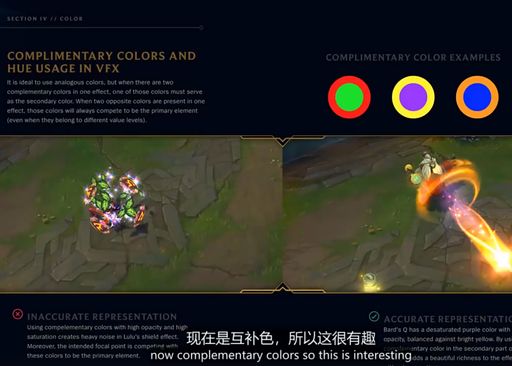 SECTION IV // COLOR
COMPLIMENTARY COLORS AND
HUE USAGE IN VFX
It is ideal to use analogous colors, but when there are two
complementary colors in one effect, one of those colors must serve
as the secondary color. When two opposite colors are present in one
effect, those colors will always compete to be the primary element
(even when they belong to different value levels).
COMPLIMENTARY COLOR EXAMPLES
INACCURATE REPRESENTATION
Using compelementary colors with high opacity and high
saturation creates heavy noise in Lulu's shield effect.
Moreover, the intended focal point is competing with
these colors to be the primary element.
ACCURATE REPRESENTATIO
Bard's Q has a desaturated purple color with
opacity, balanced against bright yellow. By us
color in the secondary part of
adds a beautiful richness to the eff
现在是互补色，所以这很有趣
now complementary colors so this is interesting